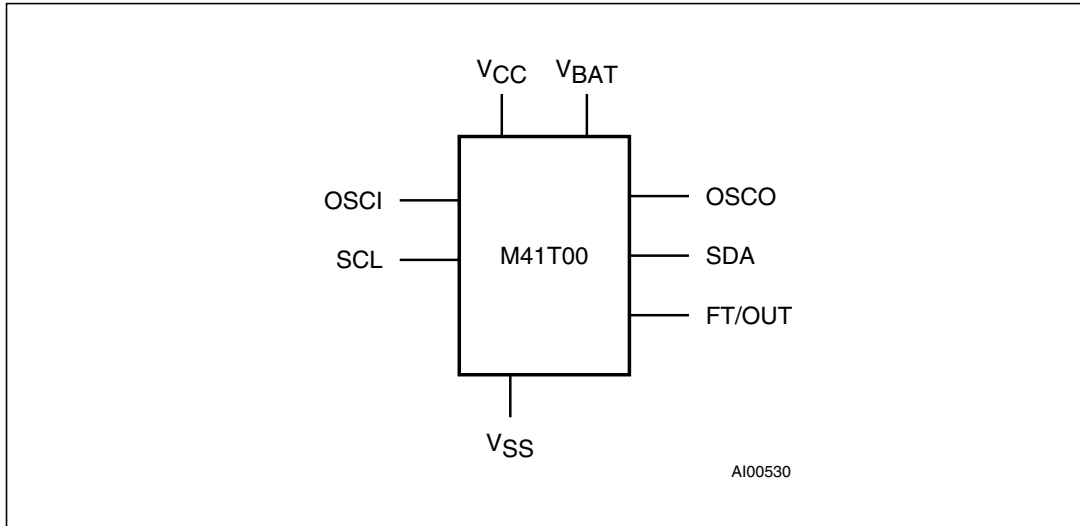 VCC VBAT
OSCI OSCO
M41T00
SCL SDA
FT/OUT
VSS
AI00530